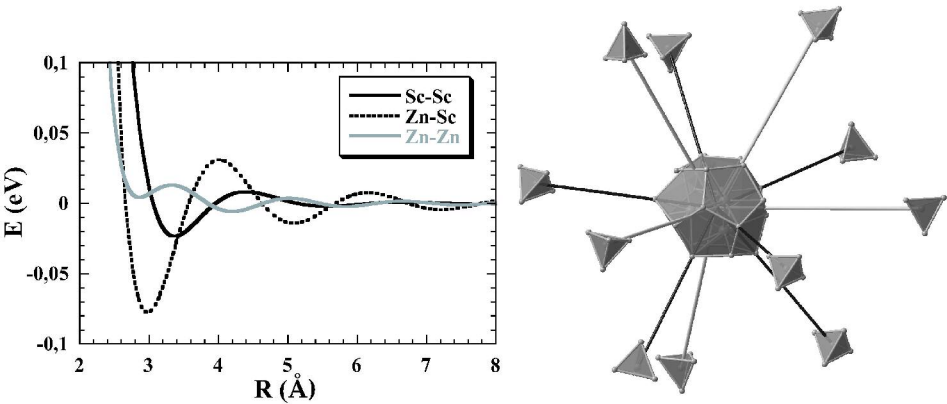 0,1
0,05
0
-0,05
-0,1
E (eV)
Sc-Sc
Zn-Sc
Zn-Zn
2 3 4 5 6 7 8
R (Å)